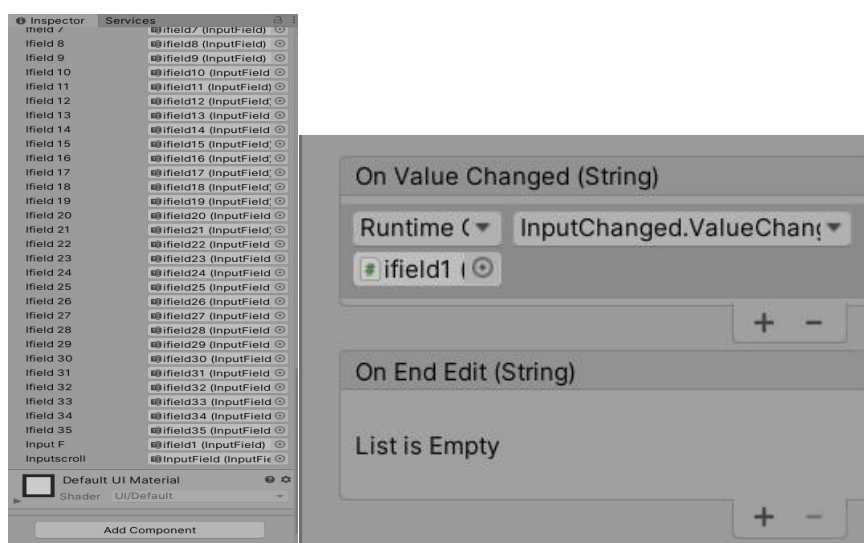 Inspector Services
Ifield 7 ifield7 (InputField)
Ifield 8 ifield8 (InputField)
Ifield 9 ifield9 (InputField)
Ifield 10 ifield10 (InputField
Ifield 11 ifield11 (InputField)
Ifield 12 ifield12 (InputField)
Ifield 13 ifield13 (InputField
Ifield 14 ifield14 (InputField
Ifield 15 ifield15 (InputField)
Ifield 16 ifield16 (InputField)
Ifield 17 ifield17 (InputField)
Ifield 18 ifield18 (InputField)
Ifield 19 ifield19 (InputField)
Ifield 20 ifield20 (InputField
Ifield 21 ifield21 (InputField)
Ifield 22 ifield22 (InputField
Ifield 23 ifield23 (InputField
Ifield 24 ifield24 (InputField
Ifield 25 ifield25 (InputField
Ifield 26 ifield26 (InputField
Ifield 27 ifield27 (InputField
Ifield 28 ifield28 (InputField
Ifield 29 ifield29 (InputField
Ifield 30 ifield30 (InputField
Ifield 31 ifield31 (InputField
Ifield 32 ifield32 (InputField
Ifield 33 ifield33 (InputField
Ifield 34 ifield34 (InputField
Ifield 35 ifield35 (InputField
Input F ifield1 (InputField)
Inputscroll InputField (InputFie
Default UI Material
Shader UI/Default
Add Component
On Value Changed (String)
Runtime ( InputChanged.ValueChang
# ifield1 (
+ −
On End Edit (String)
List is Empty
+ −